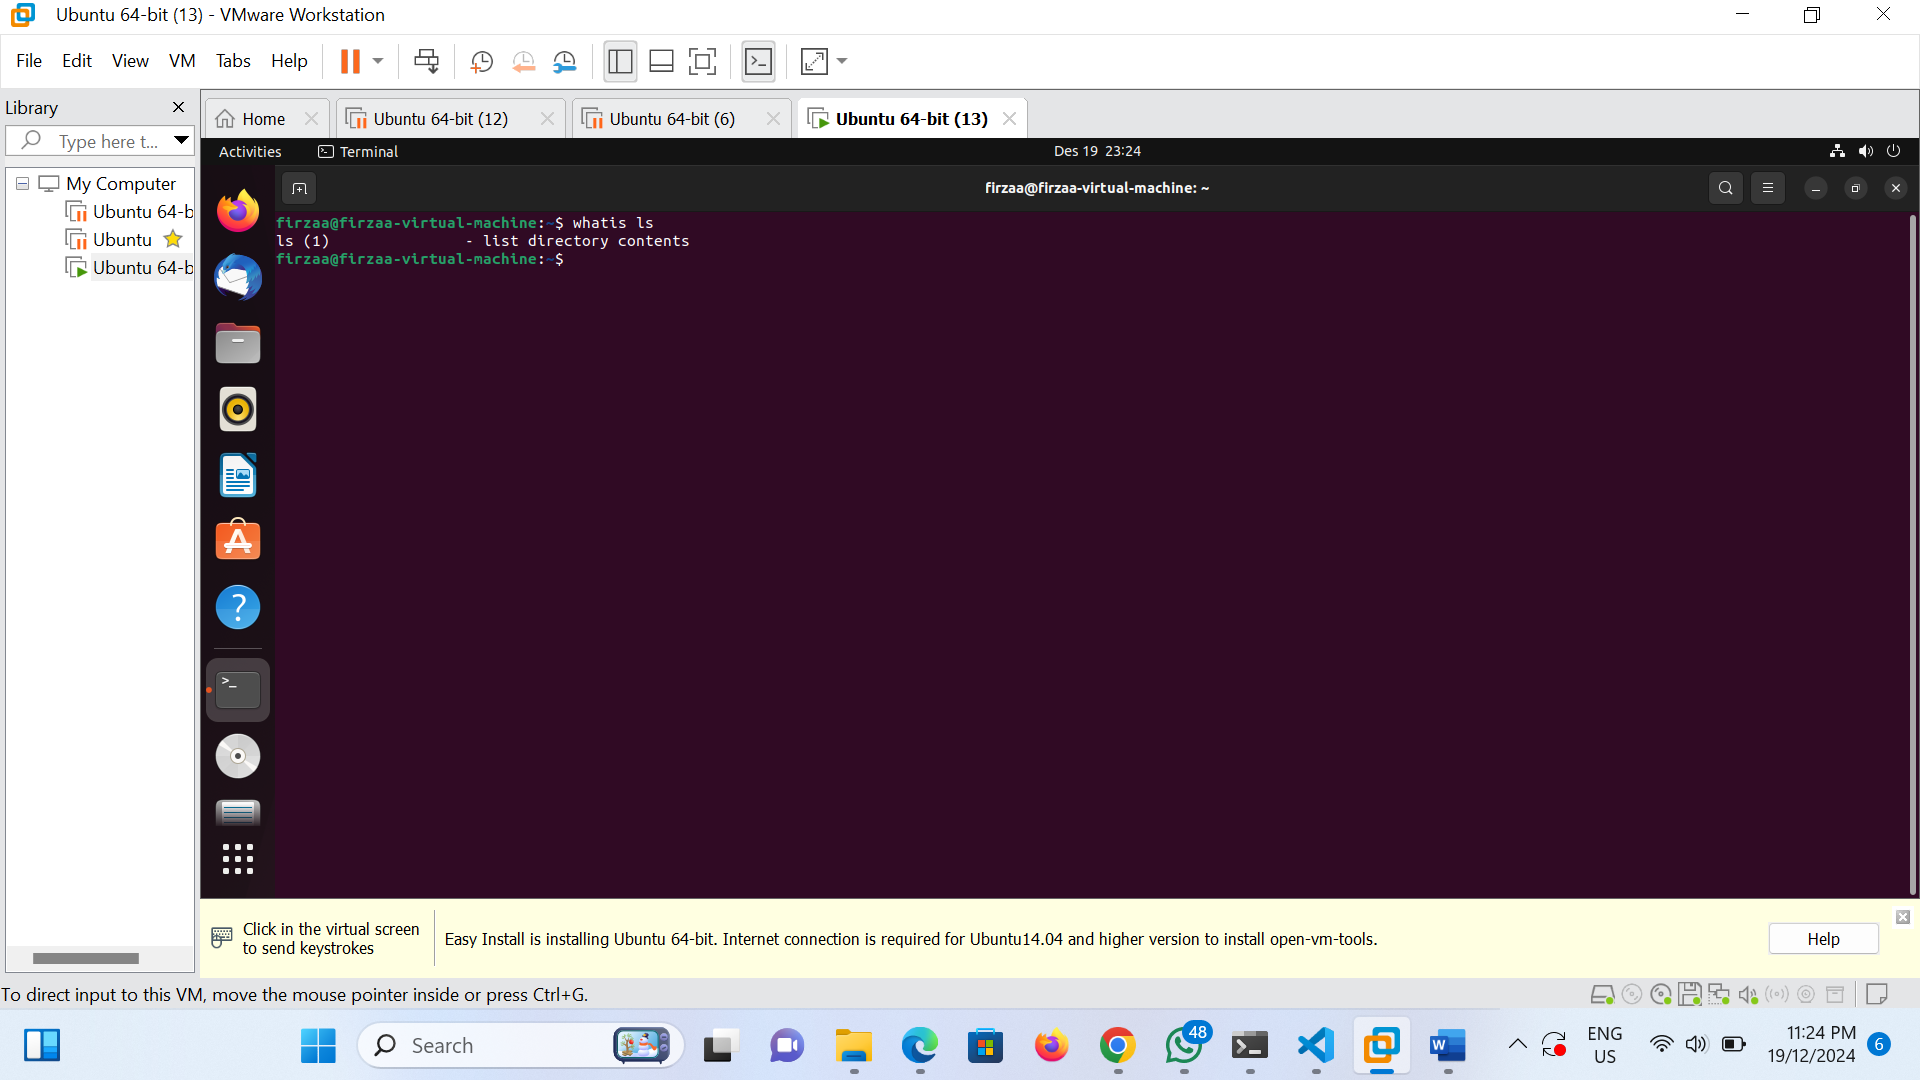 Ubuntu 64-bit (13) - VMware Workstation
File Edit View VM Tabs Help
Library
Type here t...
My Computer
Ubuntu 64-b
Ubuntu
Ubuntu 64-b
Home
Ubuntu 64-bit (12)
Ubuntu 64-bit (6)
Ubuntu 64-bit (13)
Activities
Terminal
Des 19 23:24
firzaa@firzaa-virtual-machine: ~
firzaa@firzaa-virtual-machine:~$ whatis ls
ls (1) - list directory contents
firzaa@firzaa-virtual-machine:~$
Click in the virtual screen
to send keystrokes
Easy Install is installing Ubuntu 64-bit. Internet connection is required for Ubuntu14.04 and higher version to install open-vm-tools.
Help
To direct input to this VM, move the mouse pointer inside or press Ctrl+G.
Search
48
ENG
US
11:24 PM
19/12/2024
6